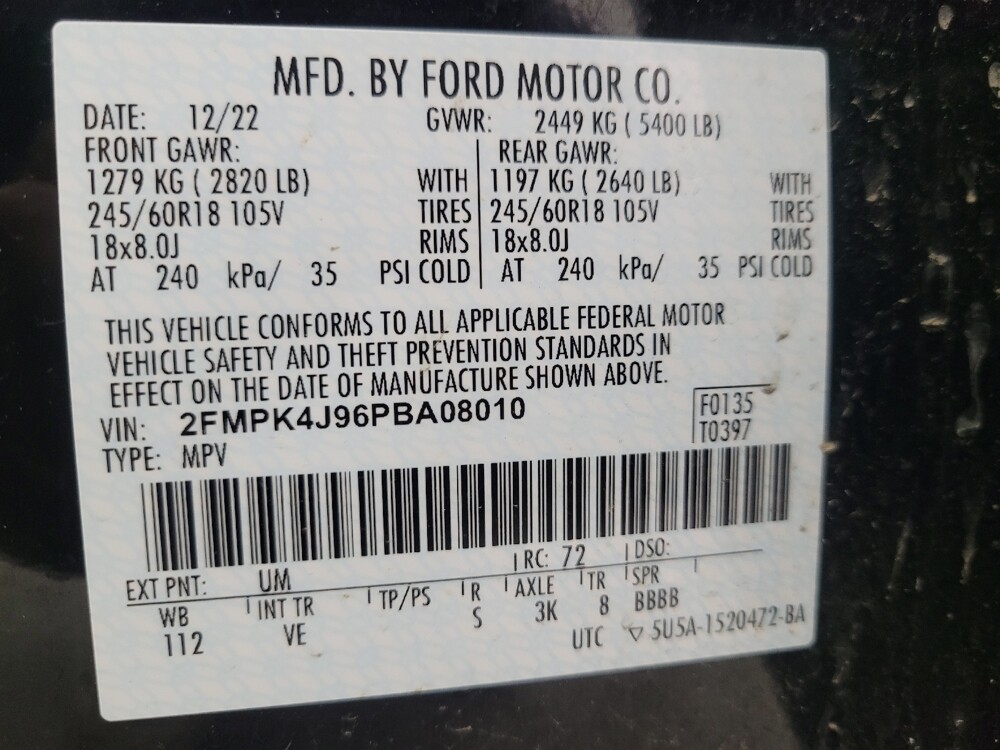 MFD. BY FORD MOTOR CO.
DATE: 12/22 GVWR: 2449 KG ( 5400 LB)
FRONT GAWR: REAR GAWR:
1279 KG ( 2820 LB) WITH 1197 KG ( 2640 LB) WITH
245/60R18 105V TIRES 245/60R18 105V TIRES
18x8.0J RIMS 18x8.0J RIMS
AT 240 kPa/ 35 PSI COLD AT 240 kPa/ 35 PSI COLD
THIS VEHICLE CONFORMS TO ALL APPLICABLE FEDERAL MOTOR
VEHICLE SAFETY AND THEFT PREVENTION STANDARDS IN
EFFECT ON THE DATE OF MANUFACTURE SHOWN ABOVE.
VIN: 2FMPK4J96PBA08010 F0135
TYPE: MPV T0397
EXT PNT: UM RC: 72 DSO:
WB INT TR TP/PS R AXLE TR SPR
112 VE S 3K 8 BBBB
UTC ▽ 5U5A-1520472-BA